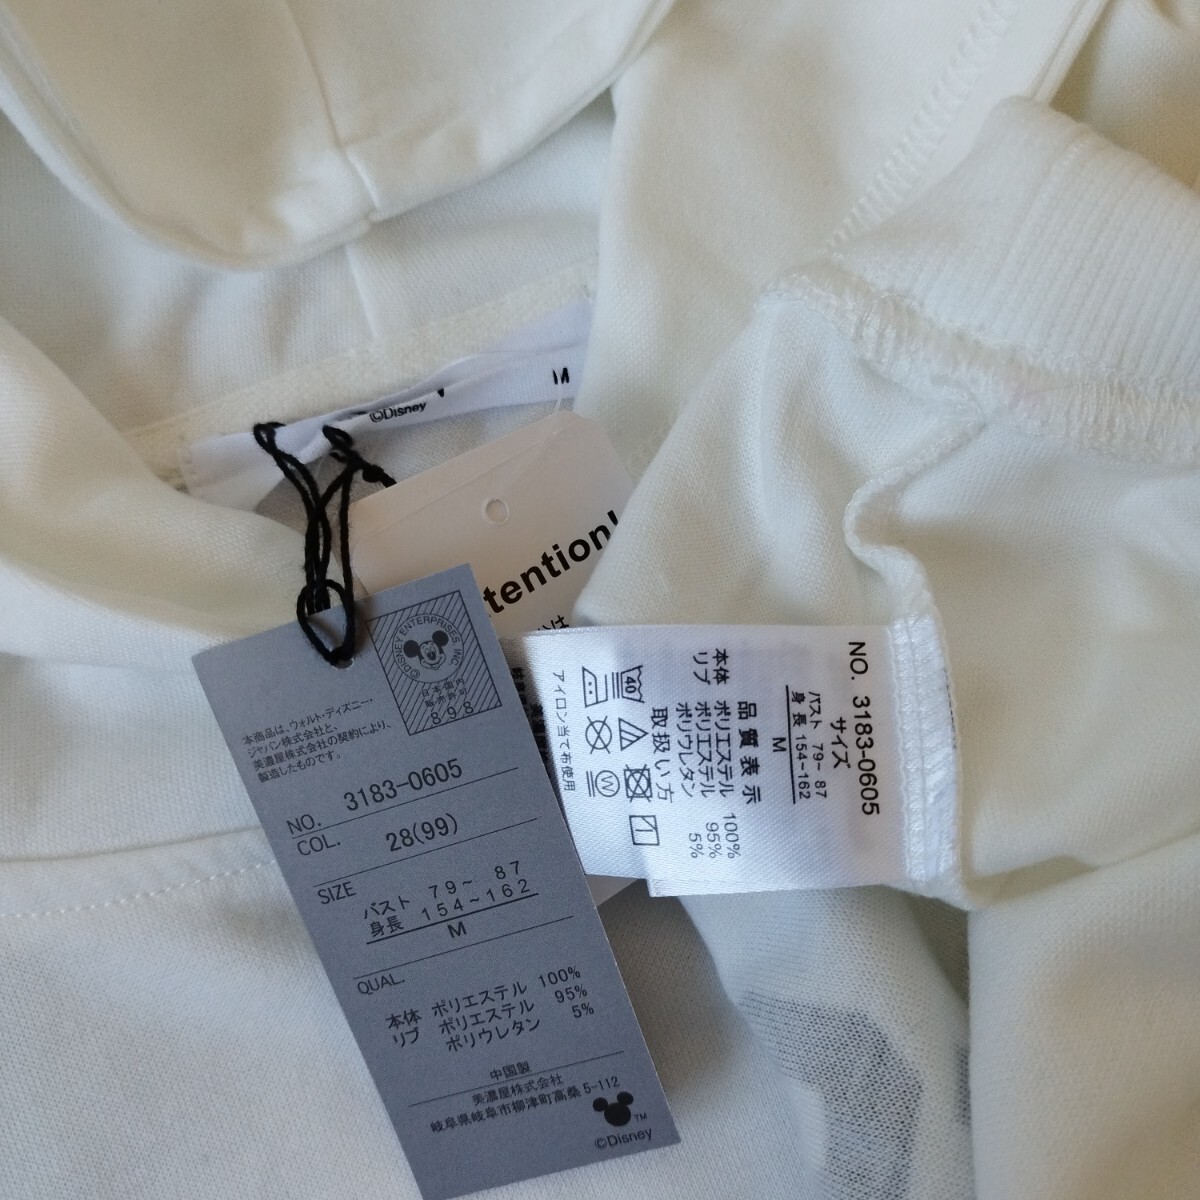 M
©Disney
tention!
©DISNEY ENTERPRISES INC
日本国内
販売許可
898
本商品は、ウォルト・ディズニー・
ジャパン株式会社と、
美濃屋株式会社の契約により、
製造したものです。
NO. 3183-0605
COL. 28(99)
SIZE
バスト 79~ 87
身長 154~162
M
QUAL.
本体 ポリエステル 100%
リブ ポリエステル 95%
ポリウレタン 5%
中国製
美濃屋株式会社
岐阜県岐阜市柳津町高桑5-112
TM
©Disney
NO. 3183-0605
サイズ
バスト 79~ 87
身長 154~162
M
品質表示
本体 ポリエステル 100%
リブ ポリエステル 95%
ポリウレタン 5%
取扱い方
40
W
アイロン当て布使用